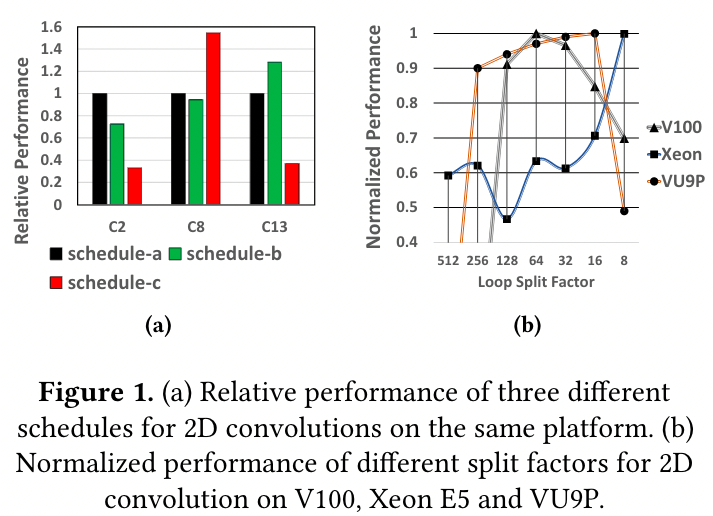 Relative Performance
1.6
1.4
1.2
1
0.8
0.6
0.4
0.2
0
C2 C8 C13
schedule-a schedule-b
schedule-c
(a)
Normalized Performance
1
0.9
0.8
0.7
0.6
0.5
0.4
512 256 128 64 32 16 8
Loop Split Factor
V100
Xeon
VU9P
(b)
Figure 1. (a) Relative performance of three different
schedules for 2D convolutions on the same platform. (b)
Normalized performance of different split factors for 2D
convolution on V100, Xeon E5 and VU9P.